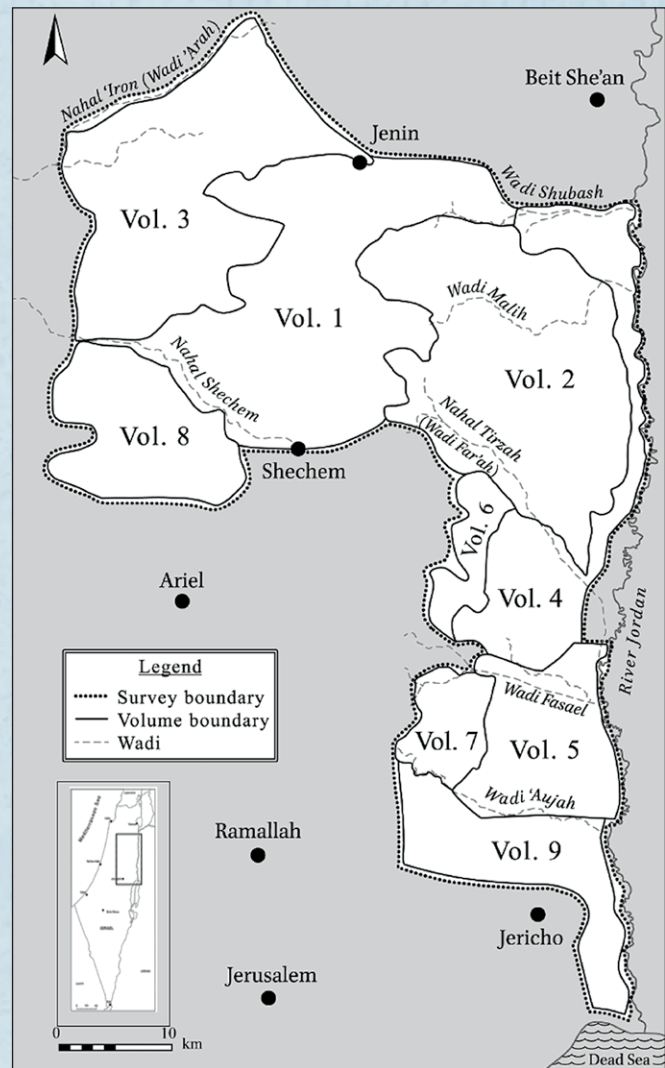 Nahal 'Iron (Wadi 'Arah)
Beit She'an
Jenin
Wadi Shubash
Vol. 3
Wadi Malih
Vol. 1
Vol. 2
Nahal Shechem
Nahal Tirzah
(Wadi Far'ah)
Vol. 8
Shechem
Vol. 6
Ariel
Vol. 4
River Jordan
Legend
Survey boundary
Volume boundary
Wadi
Wadi Fasael
Vol. 7
Vol. 5
Wadi 'Aujah
Ramallah
Vol. 9
Jericho
Jerusalem
Mediterranean Sea
ISRAEL
0 10
km
Dead Sea